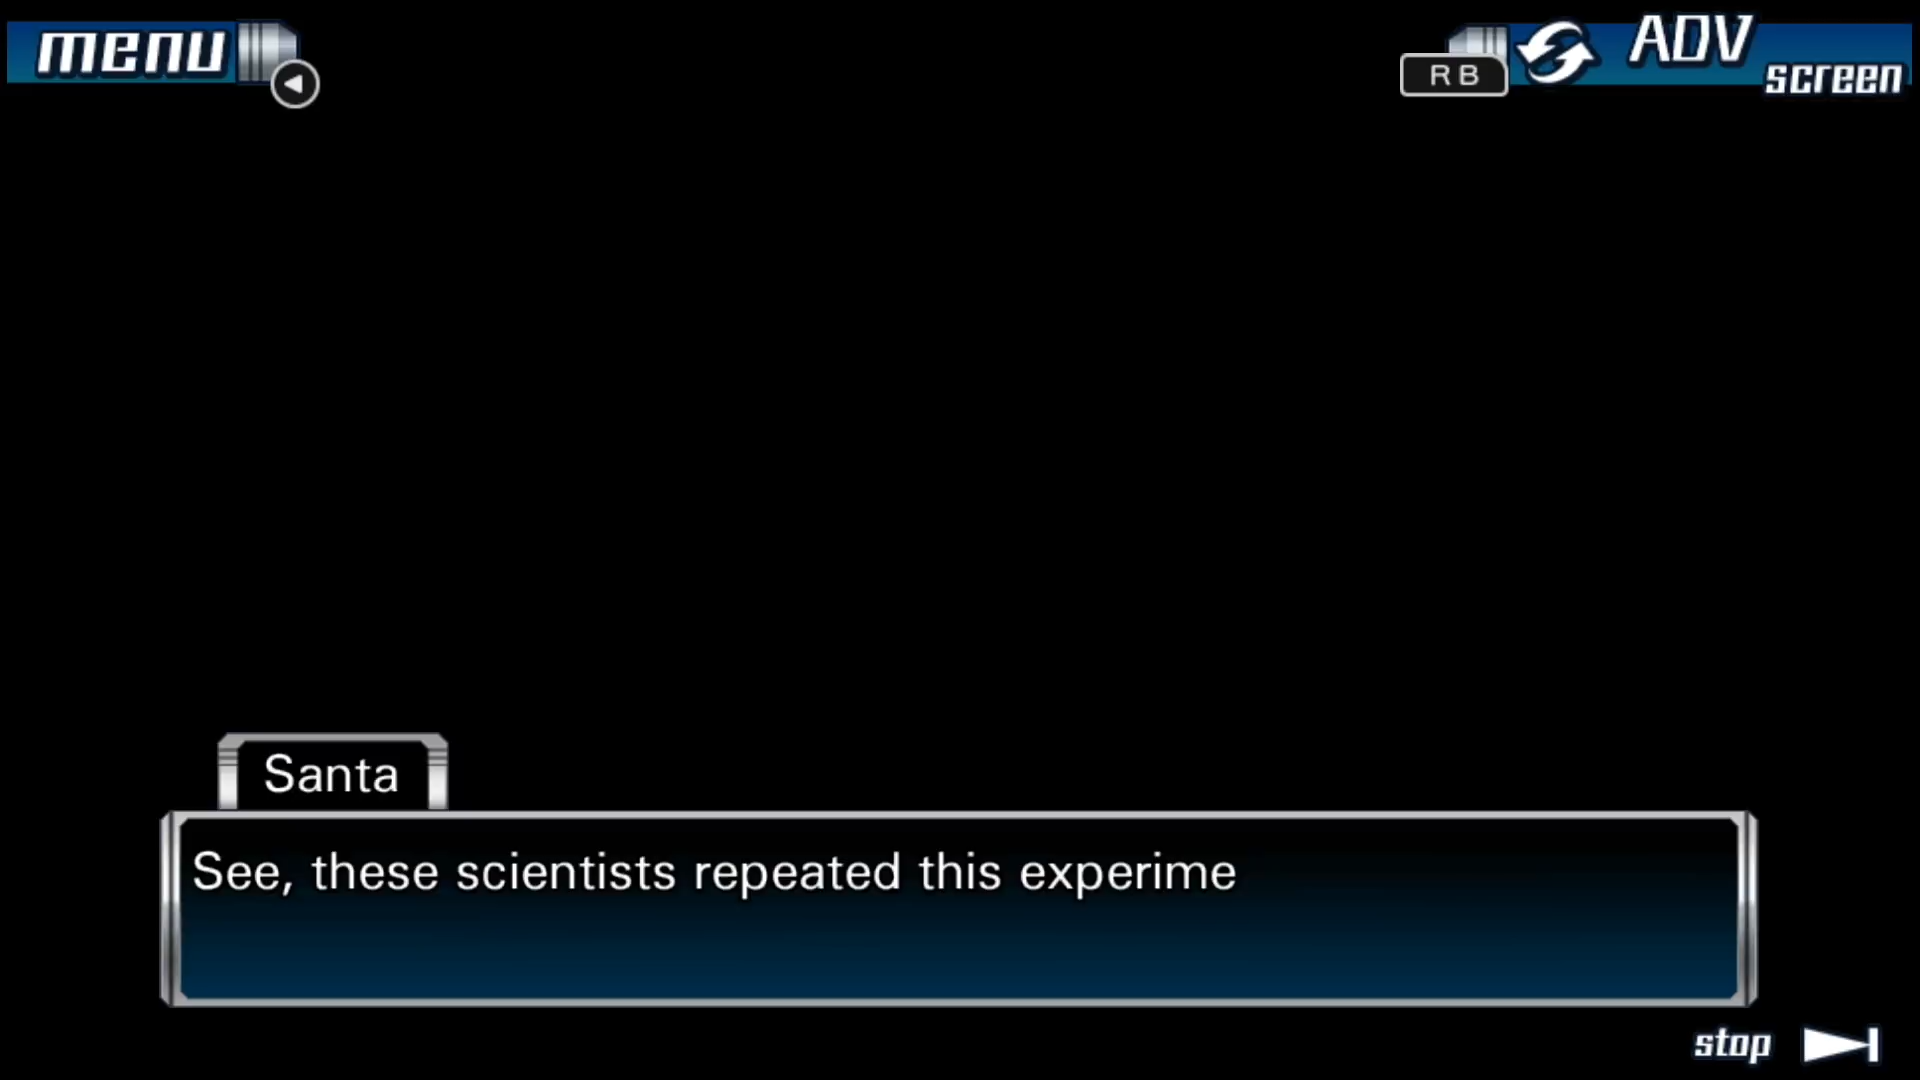 menu
RB
ADV
screen
Santa
See, these scientists repeated this experime
stop